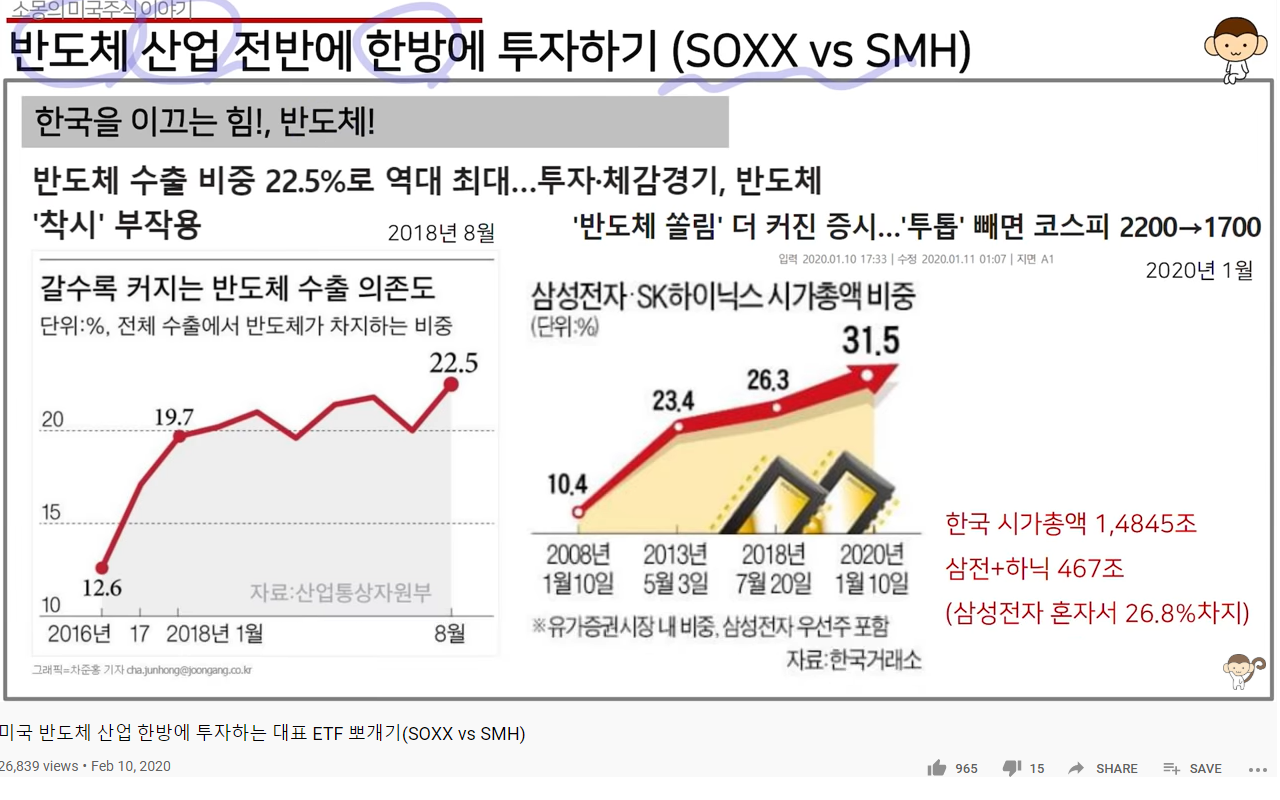 소몽의 미국주식 이야기
반도체 산업 전반에 한방에 투자하기 (SOXX vs SMH)
한국을 이끄는 힘!, 반도체!
반도체 수출 비중 22.5%로 역대 최대...투자·체감경기, 반도체
'착시' 부작용
2018년 8월
갈수록 커지는 반도체 수출 의존도
단위:%, 전체 수출에서 반도체가 차지하는 비중
22.5
20
19.7
15
12.6
10
자료:산업통상자원부
2016년 17 2018년 1월 8월
그래픽=차준홍 기자 cha.junhong@joongang.co.kr
'반도체 쏠림' 더 커진 증시...'투톱' 빼면 코스피 2200→1700
입력 2020.01.10 17:33 | 수정 2020.01.11 01:07 | 지면 A1
2020년 1월
삼성전자·SK하이닉스 시가총액 비중
(단위:%)
31.5
26.3
23.4
10.4
2008년 2013년 2018년 2020년
1월10일 5월 3일 7월 20일 1월 10일
※유가증권시장 내 비중, 삼성전자 우선주 포함
자료:한국거래소
한국 시가총액 1,4845조
삼전+하닉 467조
(삼성전자 혼자서 26.8%차지)
미국 반도체 산업 한방에 투자하는 대표 ETF 뽀개기(SOXX vs SMH)
26,839 views • Feb 10, 2020
965 15 SHARE SAVE